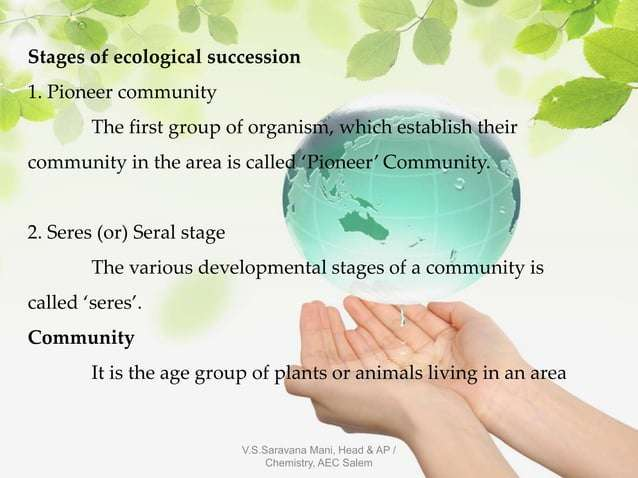 Stages of ecological succession
1. Pioneer community
The first group of organism, which establish their
community in the area is called ‘Pioneer’ Community.
2. Seres (or) Seral stage
The various developmental stages of a community is
called ‘seres’.
Community
It is the age group of plants or animals living in an area
V.S.Saravana Mani, Head & AP /
Chemistry, AEC Salem